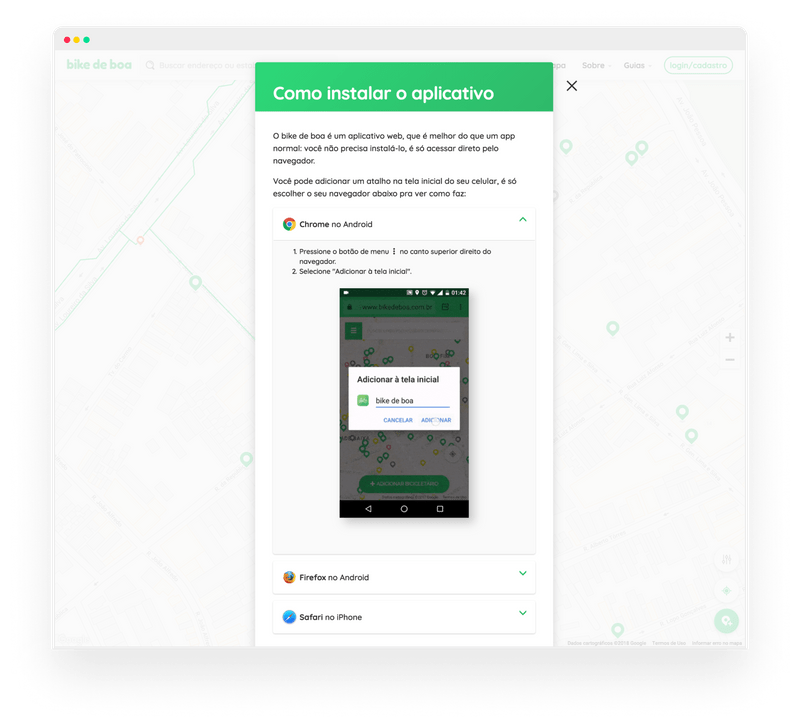 bike de boa
Buscar endereço ou
Sobre
Guias
login/cadastro
Como instalar o aplicativo
O bike de boa é um aplicativo web, que é melhor do que um app
normal: você não precisa instalá-lo, é só acessar direto pelo
navegador.
Você pode adicionar um atalho na tela inicial do seu celular, é só
escolher o seu navegador abaixo pra ver como faz:
Chrome no Android
1. Pressione o botão de menu ⋮ no canto superior direito do
navegador.
2. Selecione "Adicionar à tela inicial".
01:42
www.bikedeboa.com.br
Adicionar à tela inicial
bike de boa
CANCELAR
ADICIONAR BICICLETÁRIO
Firefox no Android
Safari no iPhone
Dados cartográficos ©2018 Google
Termos de Uso
Informar erro no mapa